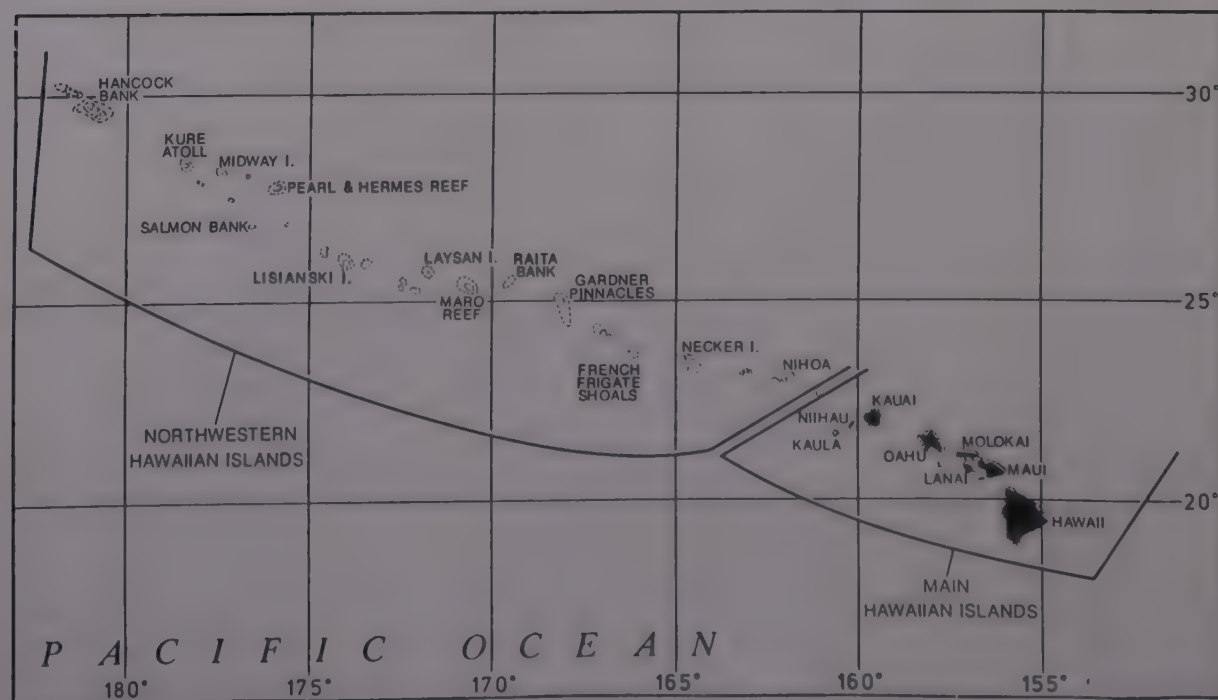 HANCOCK
BANK
30°
KURE
ATOLL
MIDWAY I.
PEARL & HERMES REEF
SALMON BANK
LISIANSKI I.
LAYSAN I.
RAITA
BANK
MARO
REEF
GARDNER
PINNACLES
25°
FRENCH
FRIGATE
SHOALS
NECKER I.
NIHOA
NIIHAU
KAUAI
KAULA
OAHU
MOLOKAI
LANAI
MAUI
HAWAII
20°
NORTHWESTERN
HAWAIIAN ISLANDS
MAIN
HAWAIIAN ISLANDS
PACIFIC OCEAN
180° 175° 170° 165° 160° 155°